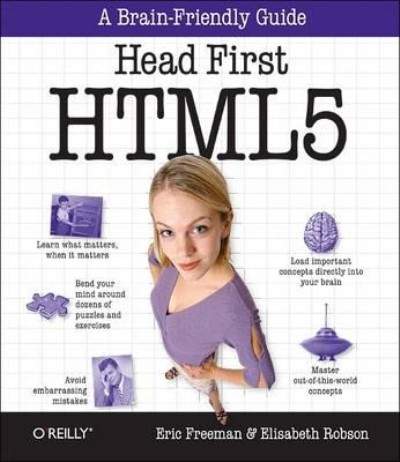 A Brain-Friendly Guide
Head First
HTML5
Learn what matters,
when it matters
Load important
concepts directly into
your brain
Bend your
mind around
dozens of
puzzles and
exercises
Master
out-of-this-world
concepts
Avoid
embarrassing
mistakes
O REILLY®
Eric Freeman & Elisabeth Robson